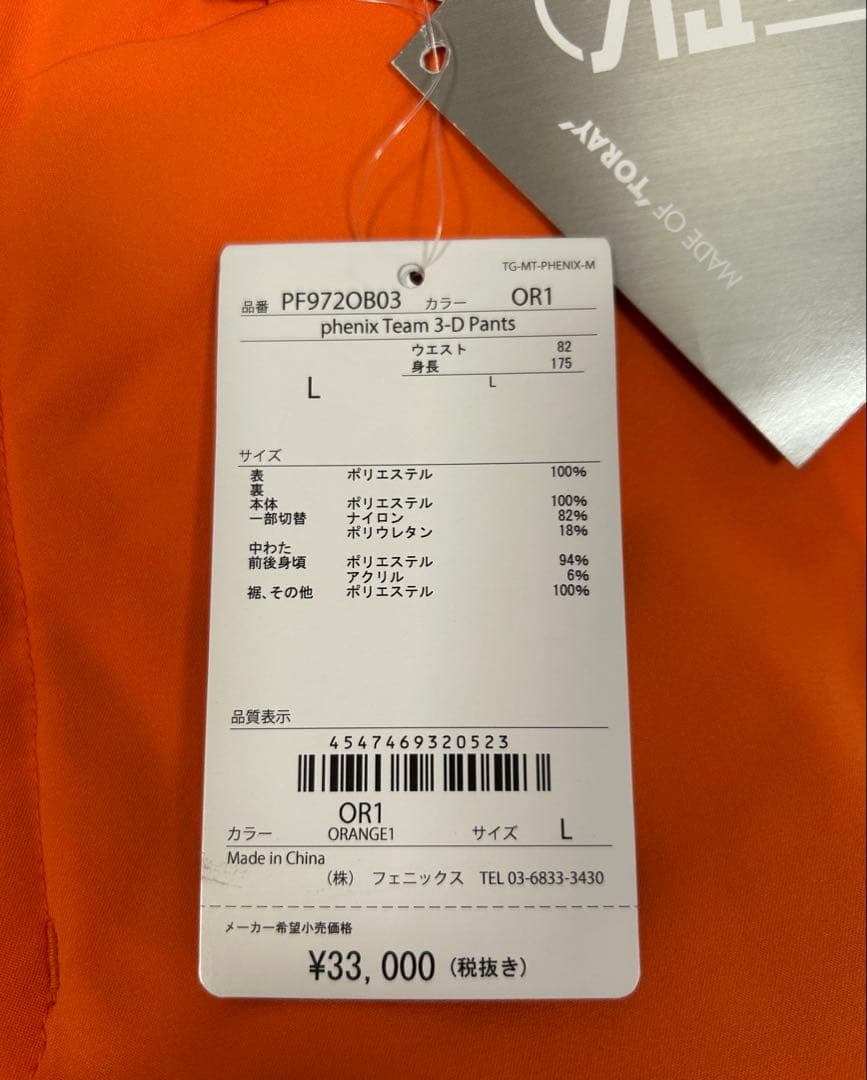 MADE OF "TORAY"
TG-MT-PHENIX-M
品番 PF972OB03 カラー OR1
phenix Team 3-D Pants
ウエスト 82
身長 175
L
L
サイズ
表 ポリエステル 100%
裏
本体 ポリエステル 100%
一部切替 ナイロン 82%
ポリウレタン 18%
中わた
前後身頃 ポリエステル 94%
アクリル 6%
裾、その他 ポリエステル 100%
品質表示
4547469320523
OR1
カラー ORANGE1 サイズ L
Made in China
（株） フェニックス TEL 03-6833-3430
メーカー希望小売価格
¥33,000（税抜き）